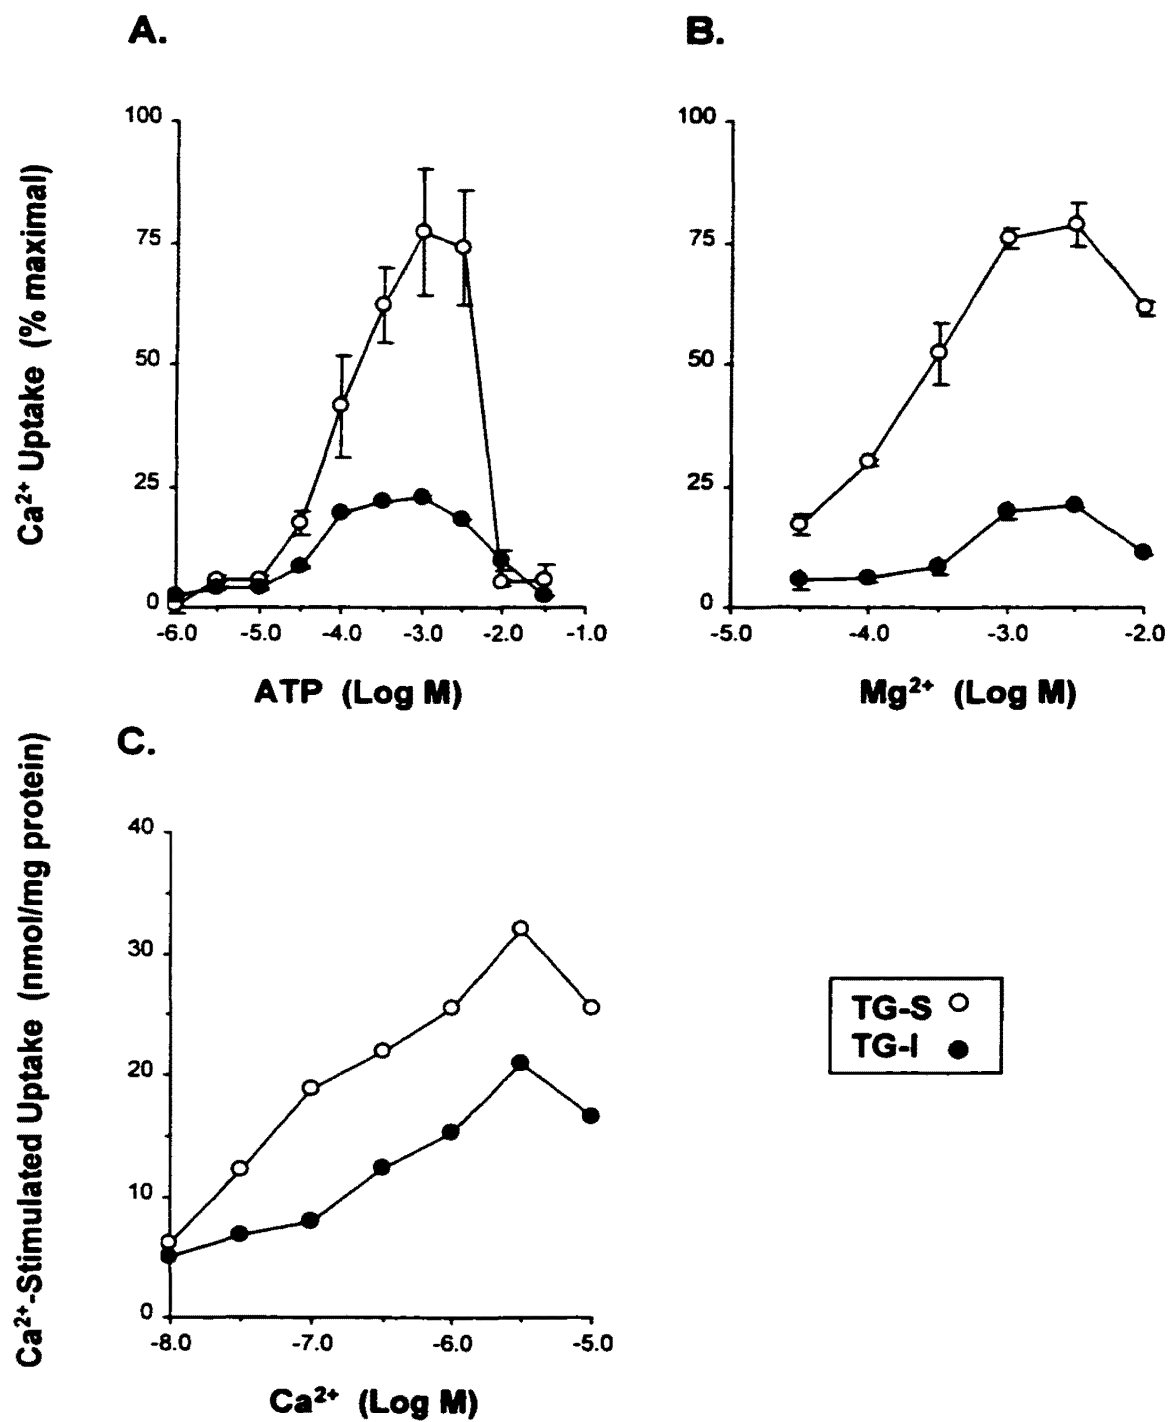 A.
Ca²⁺ Uptake (% maximal)
100
75
50
25
0
-6.0 -5.0 -4.0 -3.0 -2.0 -1.0
ATP (Log M)
B.
100
75
50
25
0
-5.0 -4.0 -3.0 -2.0
Mg²⁺ (Log M)
C.
Ca²⁺-Stimulated Uptake (nmol/mg protein)
40
30
20
10
0
-8.0 -7.0 -6.0 -5.0
Ca²⁺ (Log M)
TG-S
TG-I